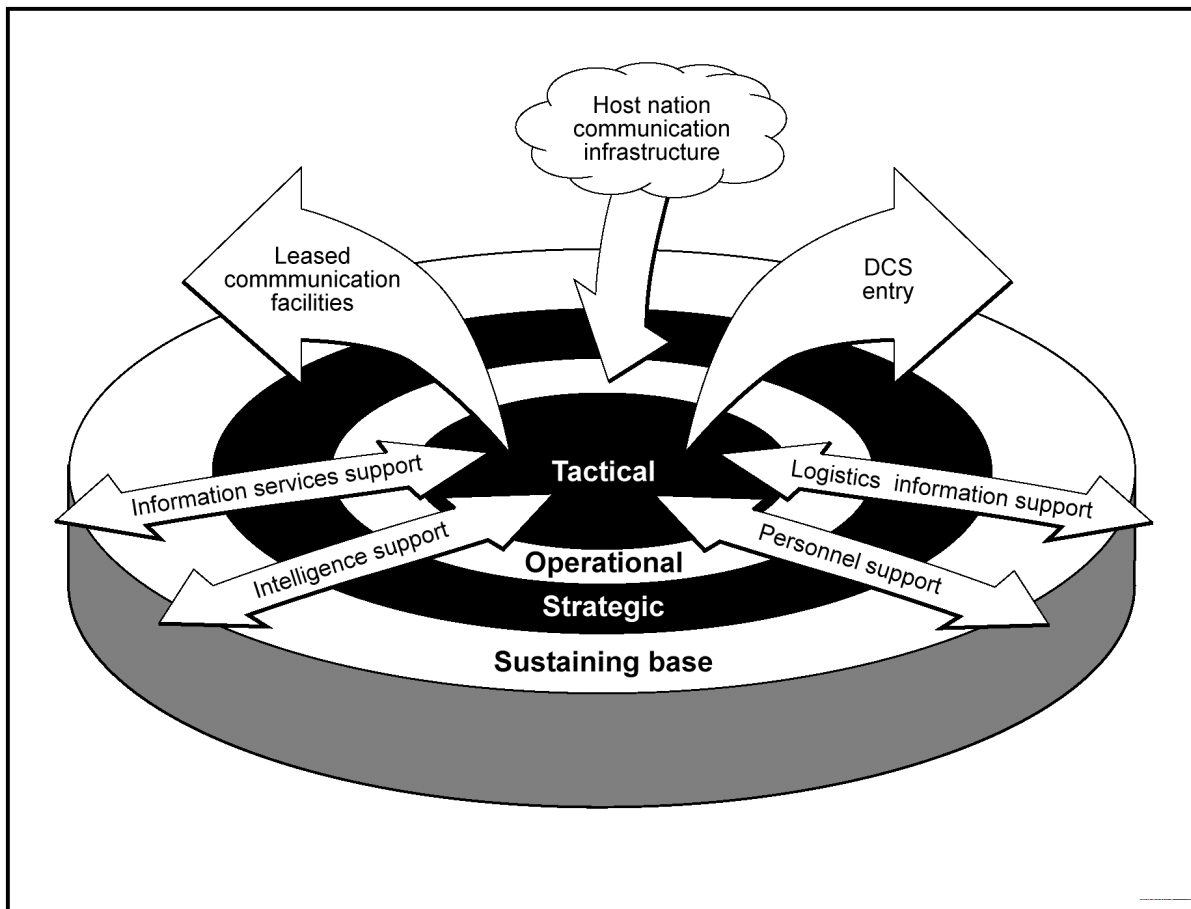 Host nation
communication
infrastructure
Leased
commmunication
facilities
DCS
entry
Information services support
Logistics information support
Tactical
Intelligence support
Personnel support
Operational
Strategic
Sustaining base